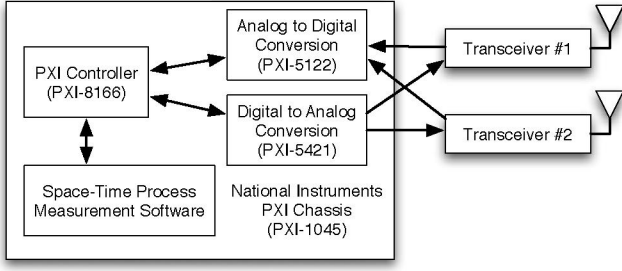 Analog to Digital
Conversion
(PXI-5122)
Transceiver #1
PXI Controller
(PXI-8166)
Digital to Analog
Conversion
(PXI-5421)
Transceiver #2
Space-Time Process
Measurement Software
National Instruments
PXI Chassis
(PXI-1045)